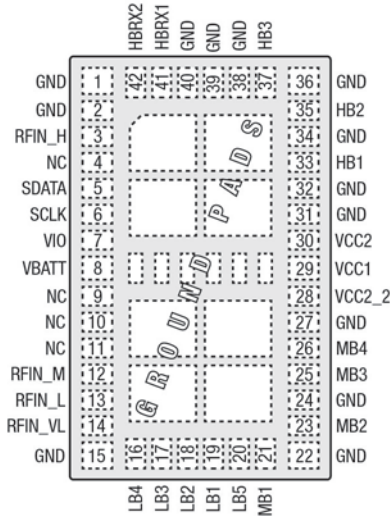 HBRX2 HBRX1 GND GND GND HB3
42 41 40 39 38 37
GND 1 36 GND
GND 2 35 HB2
RFIN_H 3 34 GND
NC 4 33 HB1
SDATA 5 32 GND
SCLK 6 31 GND
VIO 7 30 VCC2
VBATT 8 29 VCC1
NC 9 28 VCC2_2
NC 10 27 GND
NC 11 26 MB4
RFIN_M 12 25 MB3
RFIN_L 13 24 GND
RFIN_VL 14 23 MB2
GND 15 22 GND
GROUND PADS
16 17 18 19 20 21
LB4 LB3 LB2 LB1 LB5 MB1